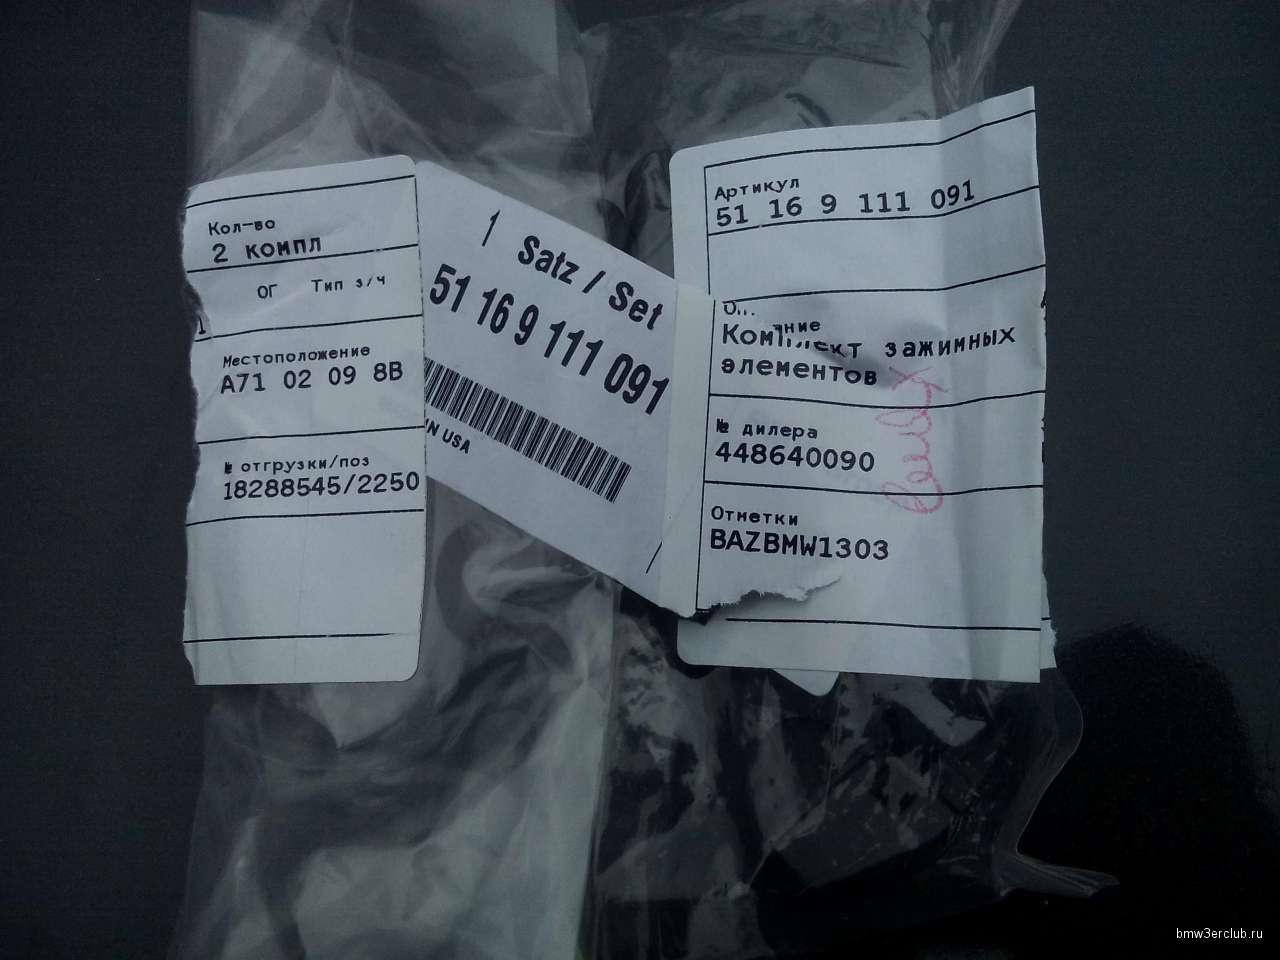 Кол-во
2 компл
ОГ Тип з/ч
1
Местоположение
A71 02 09 8B
№ отгрузки/поз
18288545/2250
1 Satz / Set
51 16 9 111 091
IN USA
Артикул
51 16 9 111 091
Комплект зажимных
элементов
№ дилера
448640090
Отметки
BAZBMW1303
bmw3erclub.ru